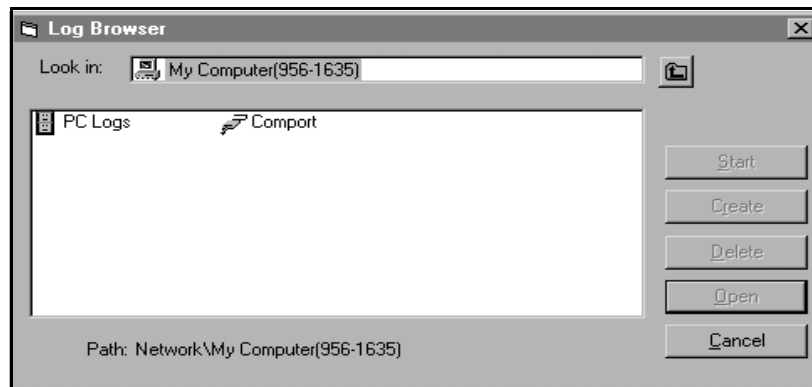 Log Browser
Look in: My Computer(956-1635)
PC Logs Comport
Start
Create
Delete
Open
Cancel
Path: Network\My Computer(956-1635)